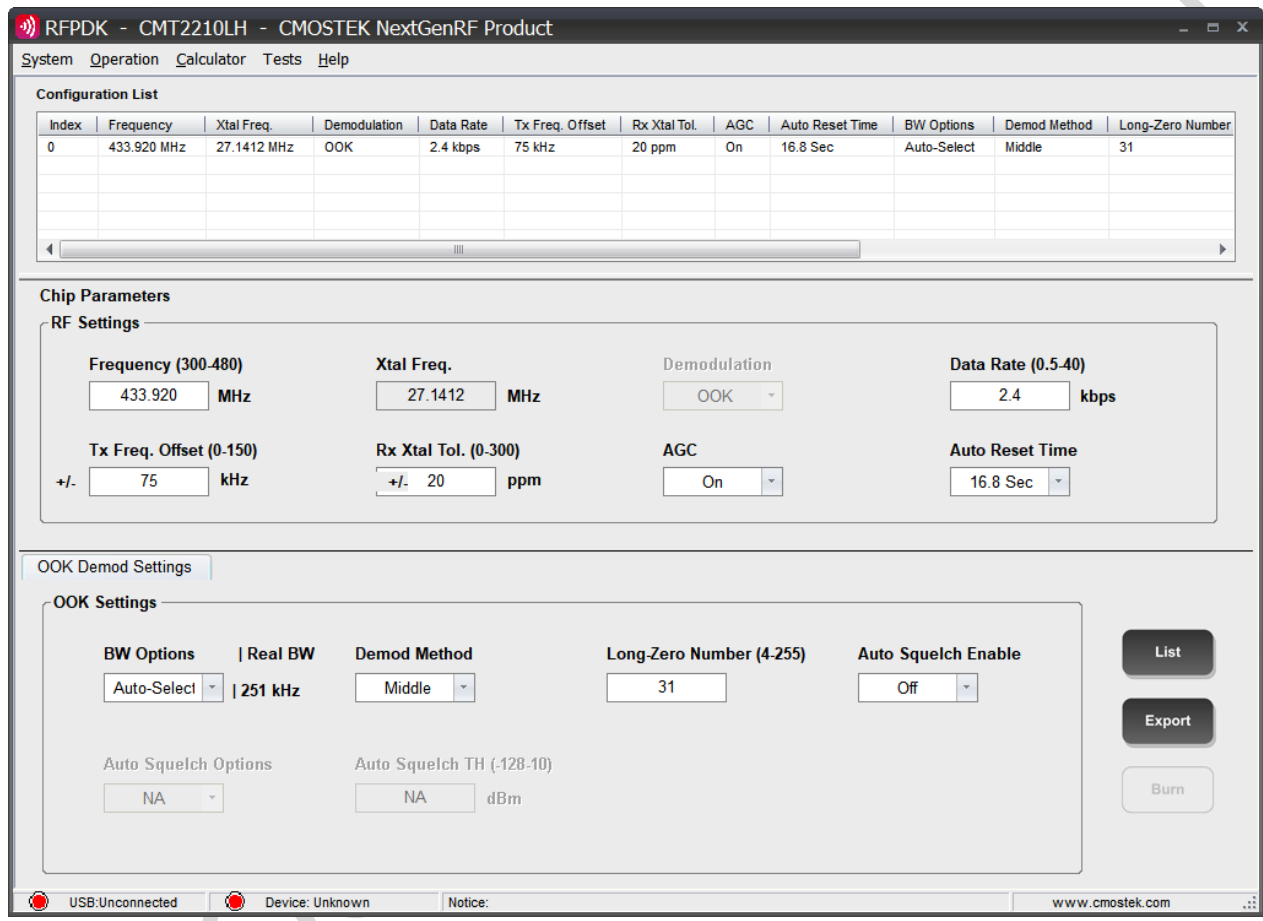 RFPDK - CMT2210LH - CMOSTEK NextGenRF Product
System Operation Calculator Tests Help
Configuration List
Index Frequency Xtal Freq. Demodulation Data Rate Tx Freq. Offset Rx Xtal Tol. AGC Auto Reset Time BW Options Demod Method Long-Zero Number
0 433.920 MHz 27.1412 MHz OOK 2.4 kbps 75 kHz 20 ppm On 16.8 Sec Auto-Select Middle 31
Chip Parameters
RF Settings
Frequency (300-480) Xtal Freq. Demodulation Data Rate (0.5-40)
433.920 MHz 27.1412 MHz OOK 2.4 kbps
Tx Freq. Offset (0-150) Rx Xtal Tol. (0-300) AGC Auto Reset Time
+/- 75 kHz +/- 20 ppm On 16.8 Sec
OOK Demod Settings
OOK Settings
BW Options | Real BW Demod Method Long-Zero Number (4-255) Auto Squelch Enable
Auto-Select | 251 kHz Middle 31 Off
List
Export
Auto Squelch Options Auto Squelch TH (-128-10)
NA NA dBm
Burn
USB:Unconnected Device: Unknown Notice: www.cmostek.com